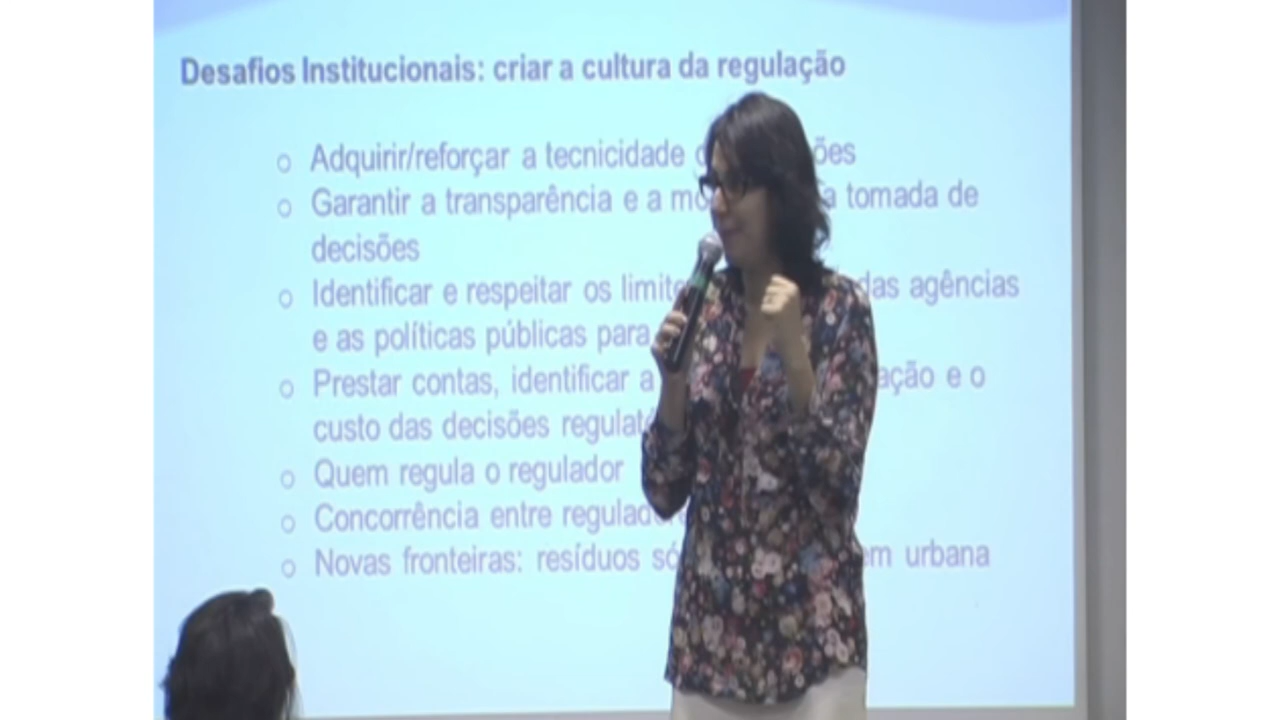 Desafios Institucionais: criar a cultura da regulação
Adquirir/reforçar a tecnicidade
Garantir a transparência e a a tomada de
decisões
Identificar e respeitar os das agências
e as políticas públicas para
Prestar contas, identificar a e o
custo das decisões
Quem regula o regulador
Concorrência entre
Novas fronteiras: resíduos urbana